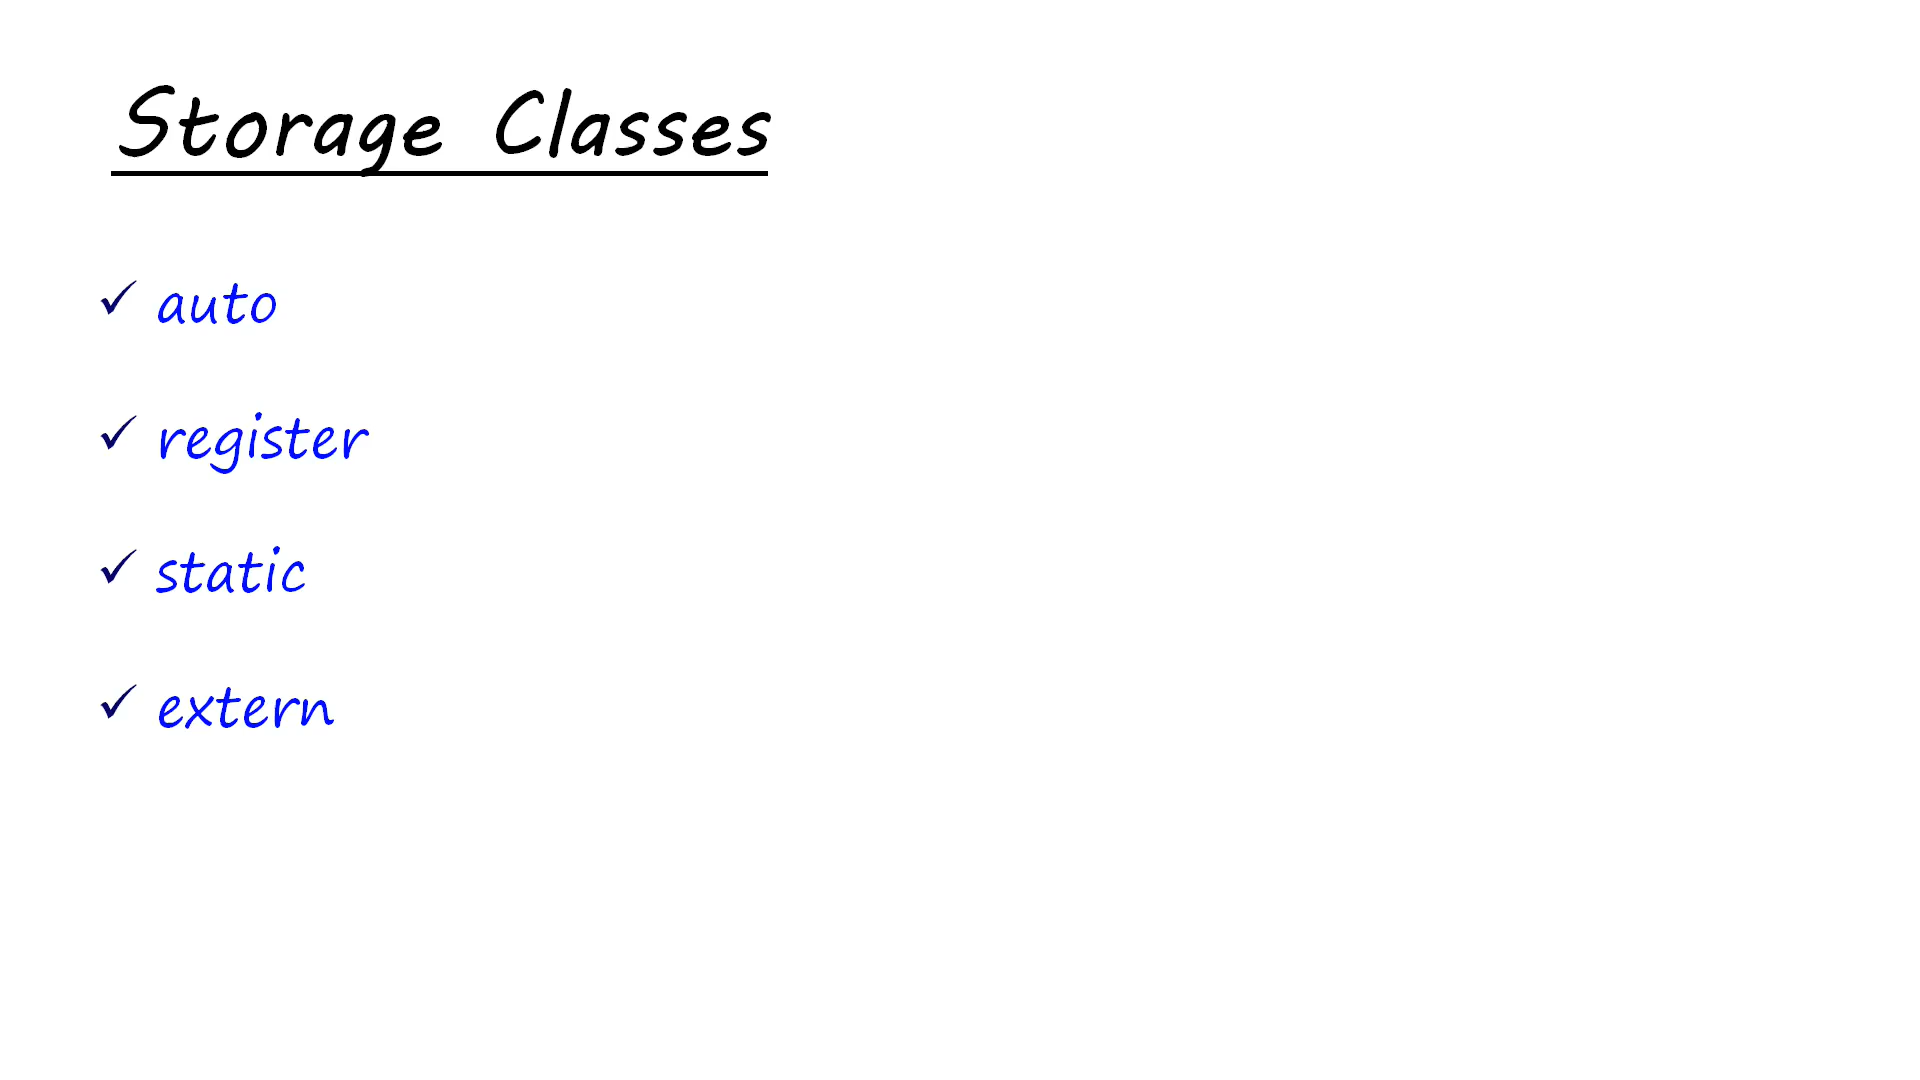 Storage Classes
✓ auto
✓ register
✓ static
✓ extern